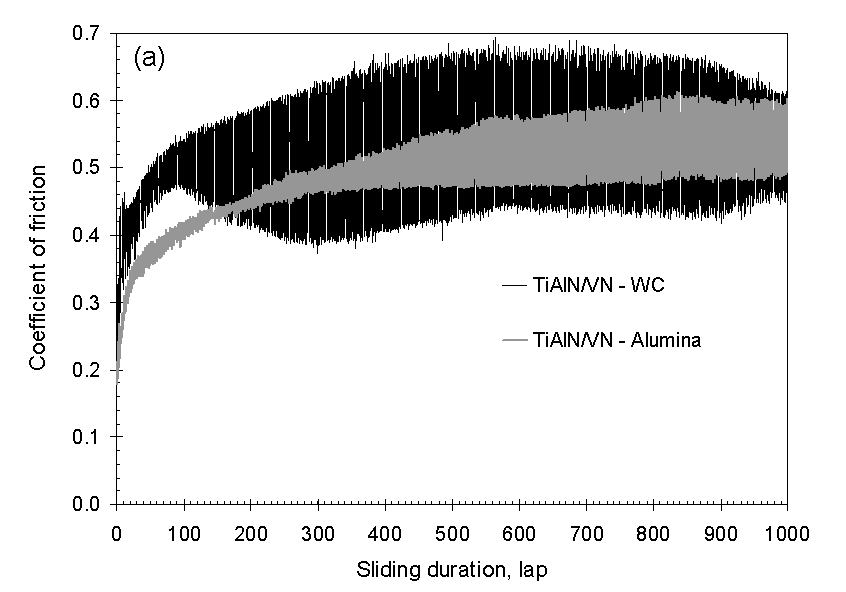 (a)
0.7
0.6
0.5
0.4
0.3
0.2
0.1
0.0
Coefficient of friction
TiAlN/VN - WC
TiAlN/VN - Alumina
0 100 200 300 400 500 600 700 800 900 1000
Sliding duration, lap